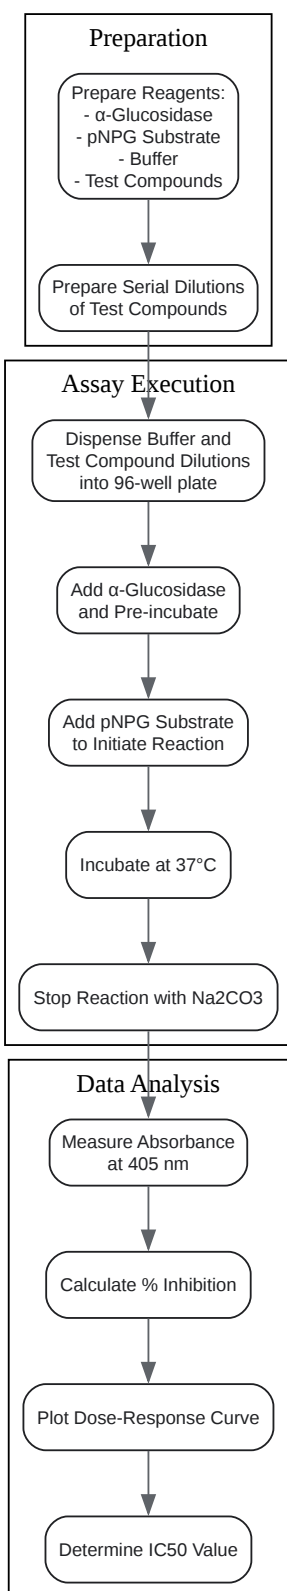 Preparation
Prepare Reagents:
- α-Glucosidase
- pNPG Substrate
- Buffer
- Test Compounds
Prepare Serial Dilutions
of Test Compounds
Assay Execution
Dispense Buffer and
Test Compound Dilutions
into 96-well plate
Add α-Glucosidase
and Pre-incubate
Add pNPG Substrate
to Initiate Reaction
Incubate at 37°C
Stop Reaction with Na2CO3
Data Analysis
Measure Absorbance
at 405 nm
Calculate % Inhibition
Plot Dose-Response Curve
Determine IC50 Value